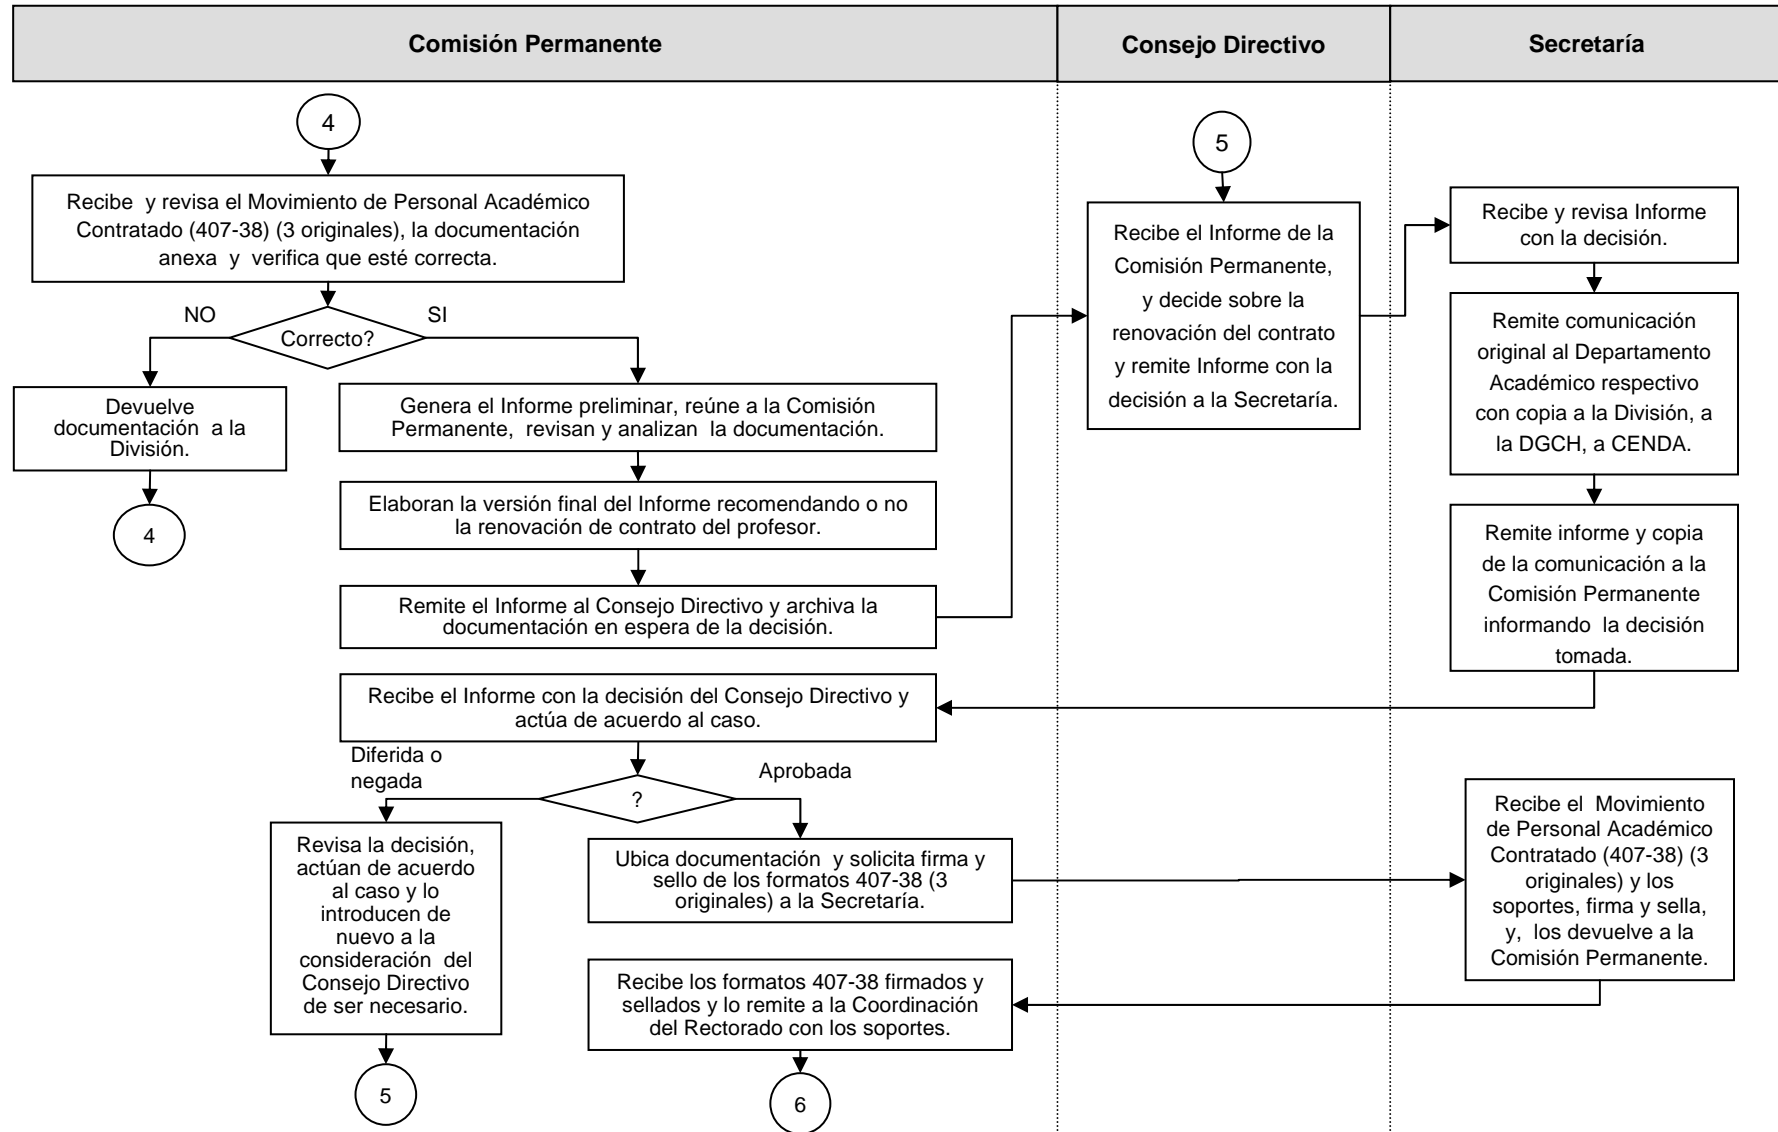 Comisión Permanente
Consejo Directivo
Secretaría
4
Recibe y revisa el Movimiento de Personal Académico
Contratado (407-38) (3 originales), la documentación
anexa y verifica que esté correcta.
NO
SI
Correcto?
Devuelve
documentación a la
División.
4
Genera el Informe preliminar, reúne a la Comisión
Permanente, revisan y analizan la documentación.
Elaboran la versión final del Informe recomendando o no
la renovación de contrato del profesor.
Remite el Informe al Consejo Directivo y archiva la
documentación en espera de la decisión.
5
Recibe el Informe de la
Comisión Permanente,
y decide sobre la
renovación del contrato
y remite Informe con la
decisión a la Secretaría.
Recibe y revisa Informe
con la decisión.
Remite comunicación
original al Departamento
Académico respectivo
con copia a la División, a
la DGCH, a CENDA.
Remite informe y copia
de la comunicación a la
Comisión Permanente
informando la decisión
tomada.
Recibe el Informe con la decisión del Consejo Directivo y
actúa de acuerdo al caso.
Diferida o
negada
Aprobada
?
Revisa la decisión,
actúan de acuerdo
al caso y lo
introducen de
nuevo a la
consideración del
Consejo Directivo
de ser necesario.
5
Ubica documentación y solicita firma y
sello de los formatos 407-38 (3
originales) a la Secretaría.
Recibe el Movimiento
de Personal Académico
Contratado (407-38) (3
originales) y los
soportes, firma y sella,
y, los devuelve a la
Comisión Permanente.
Recibe los formatos 407-38 firmados y
sellados y lo remite a la Coordinación
del Rectorado con los soportes.
6